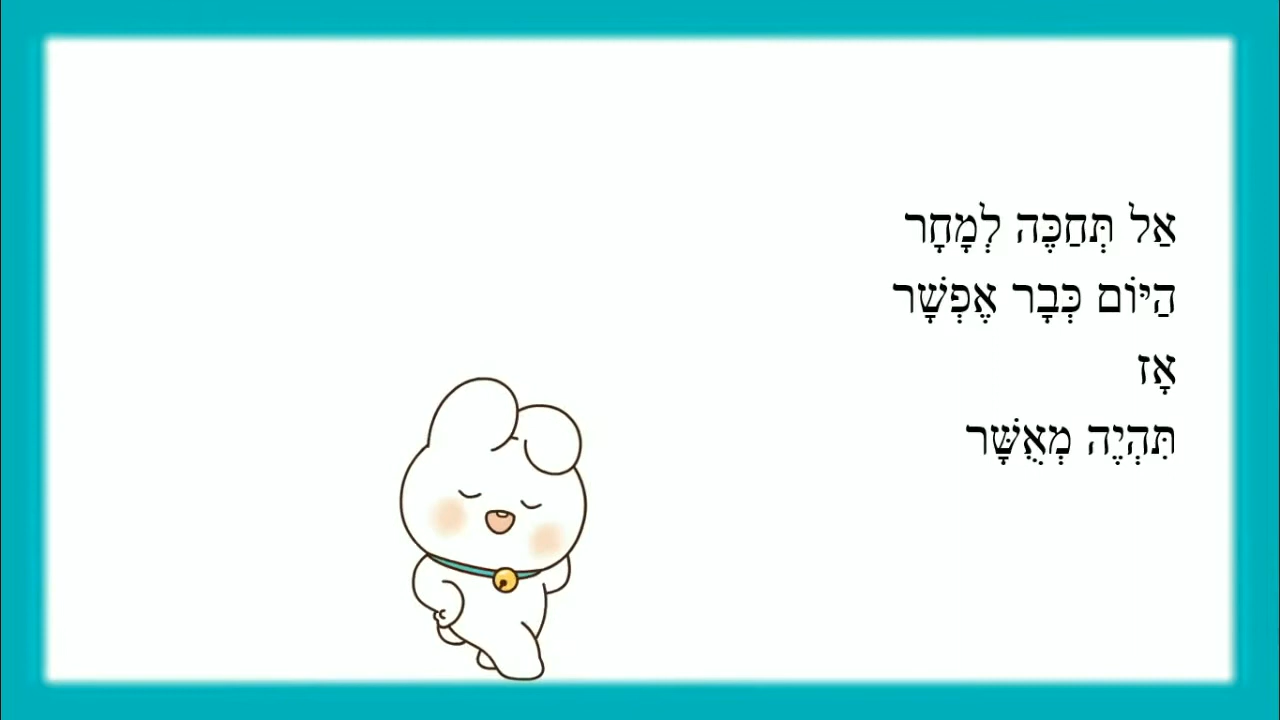 אַל תְּחַכֶּה לְמָחָר
הַיּוֹם כְּבָר אֶפְשָׁר
אָז
תִּהְיֶה מְאֻשָּׁר